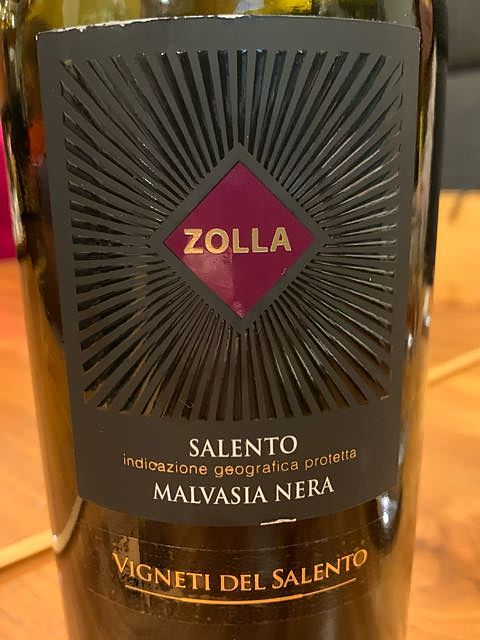 ZOLLA
SALENTO
indicazione geografica protetta
MALVASIA NERA
VIGNETI DEL SALENTO